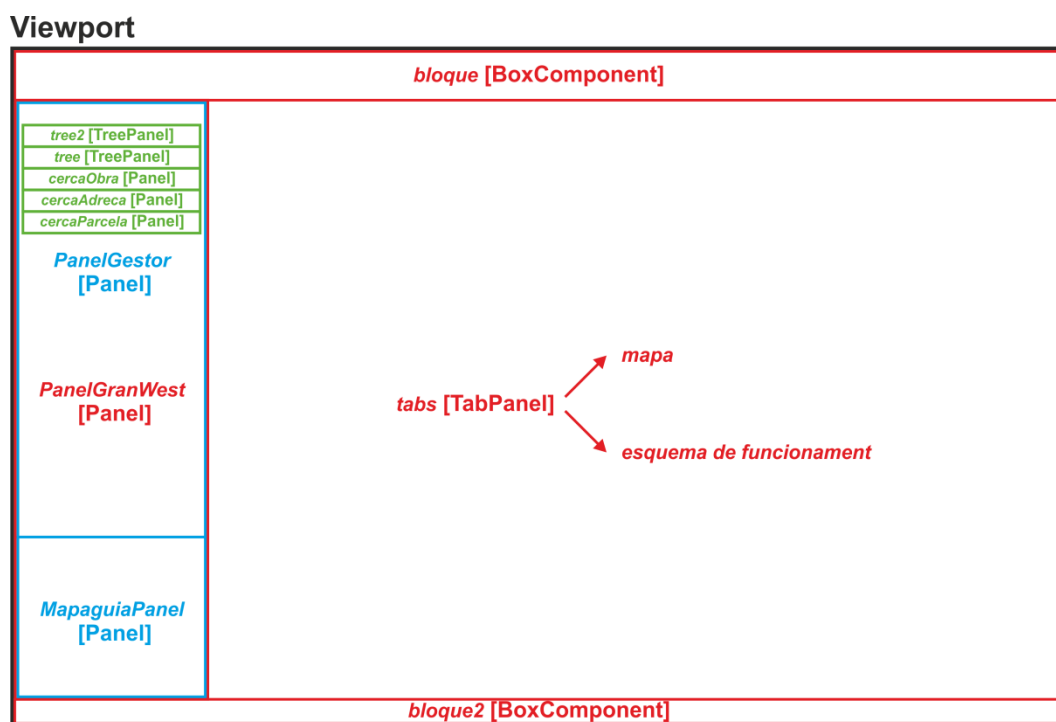 Viewport
bloque [BoxComponent]
tree2 [TreePanel]
tree [TreePanel]
cercaObra [Panel]
cercaAdreca [Panel]
cercaParcela [Panel]
PanelGestor
[Panel]
PanelGranWest
[Panel]
tabs [TabPanel]
mapa
esquema de funcionament
MapaguiaPanel
[Panel]
bloque2 [BoxComponent]